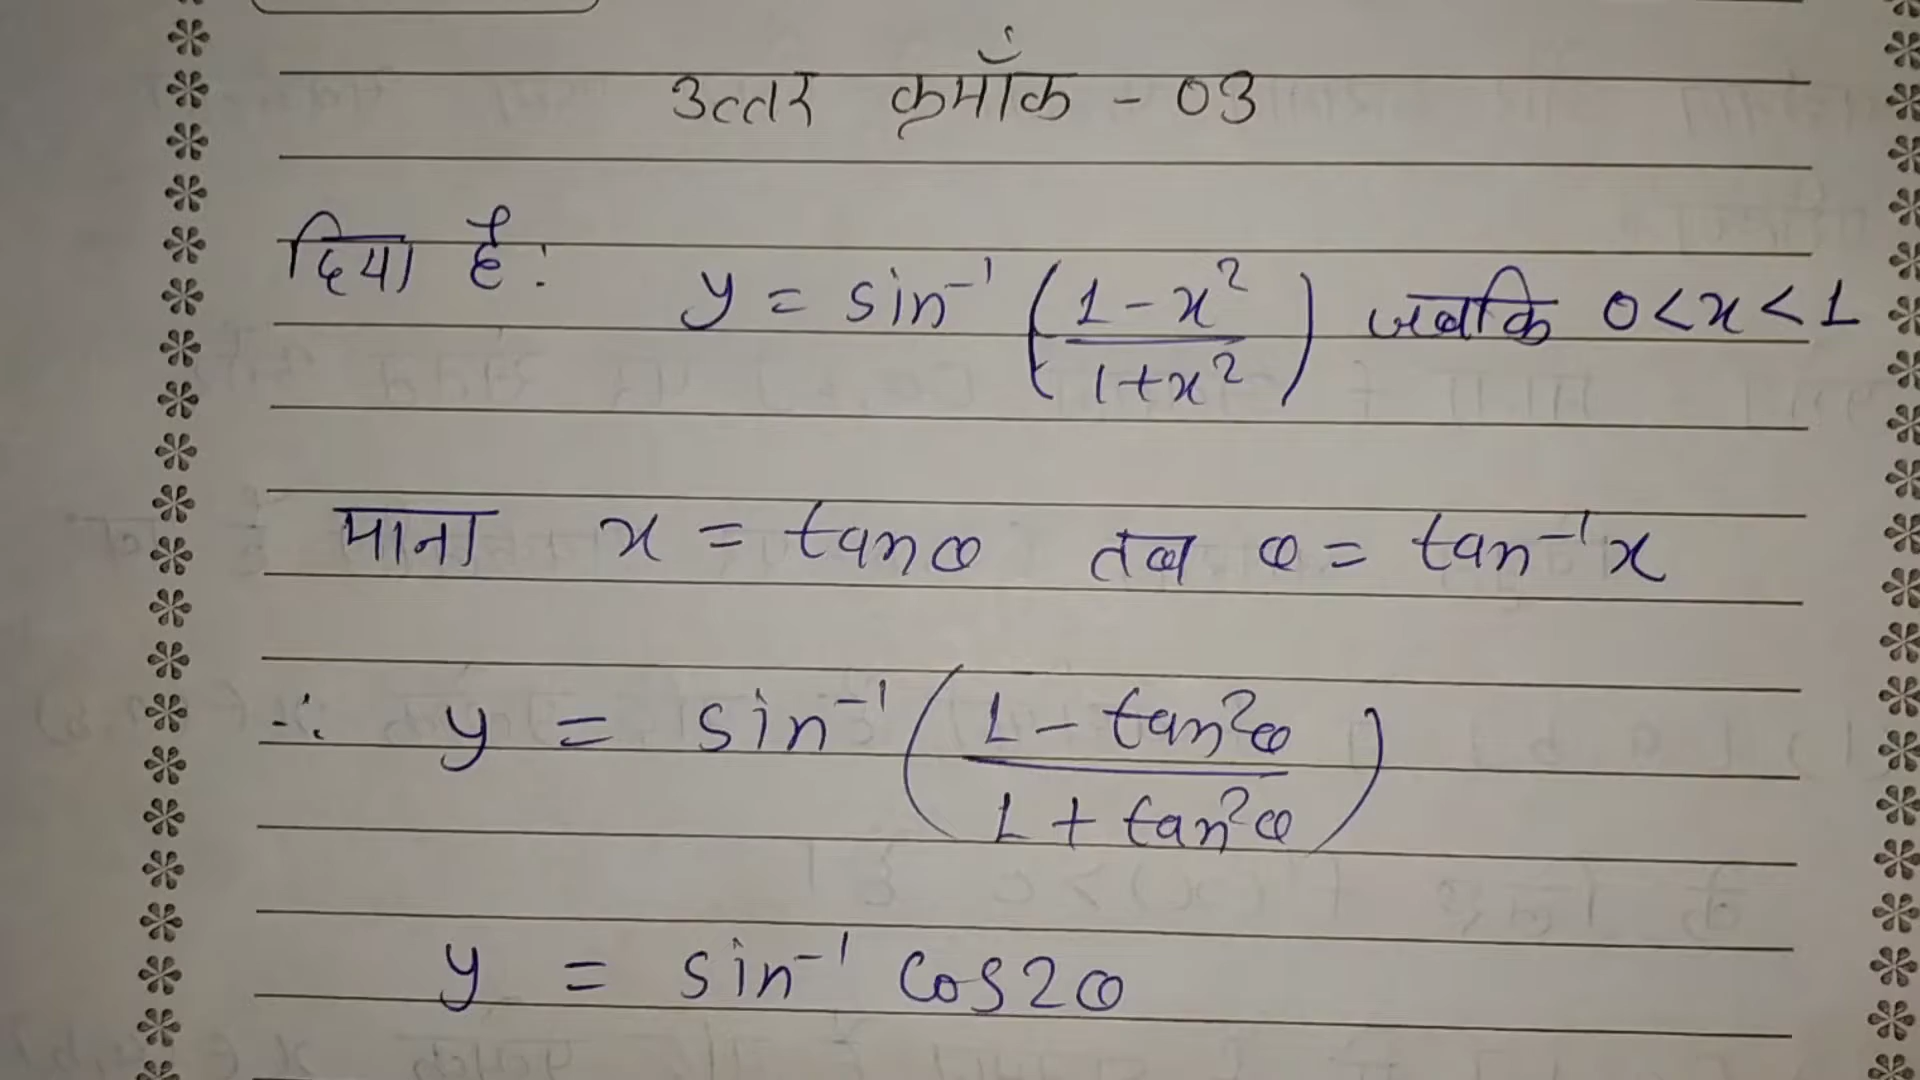 उत्तर क्रमाँक - 03
दिया है: y = sin⁻¹ (1-x²/1+x²) जबकि 0<x<1
माना x = tanθ तब θ = tan⁻¹x
∴ y = sin⁻¹ (1 - tan²θ/1 + tan²θ)
y = sin⁻¹ cos2θ